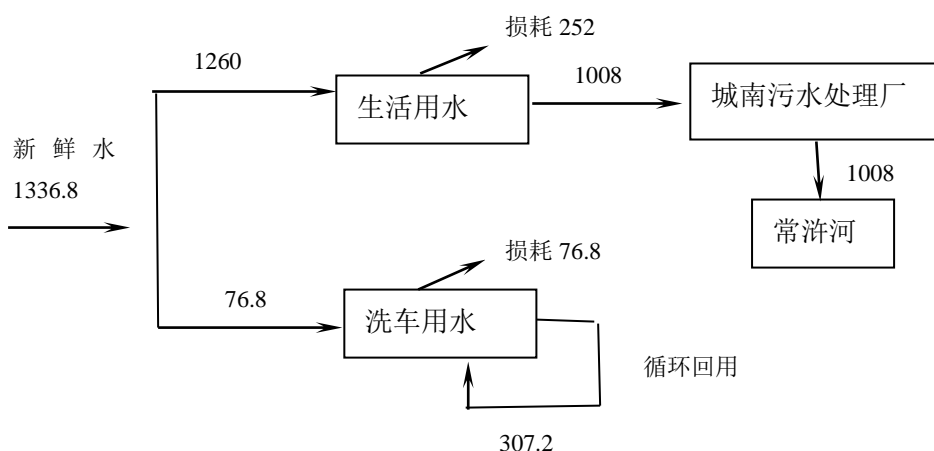 损耗 252
1260
1008
生活用水
城南污水处理厂
新 鲜 水
1336.8
1008
常浒河
损耗 76.8
76.8
洗车用水
循环回用
307.2